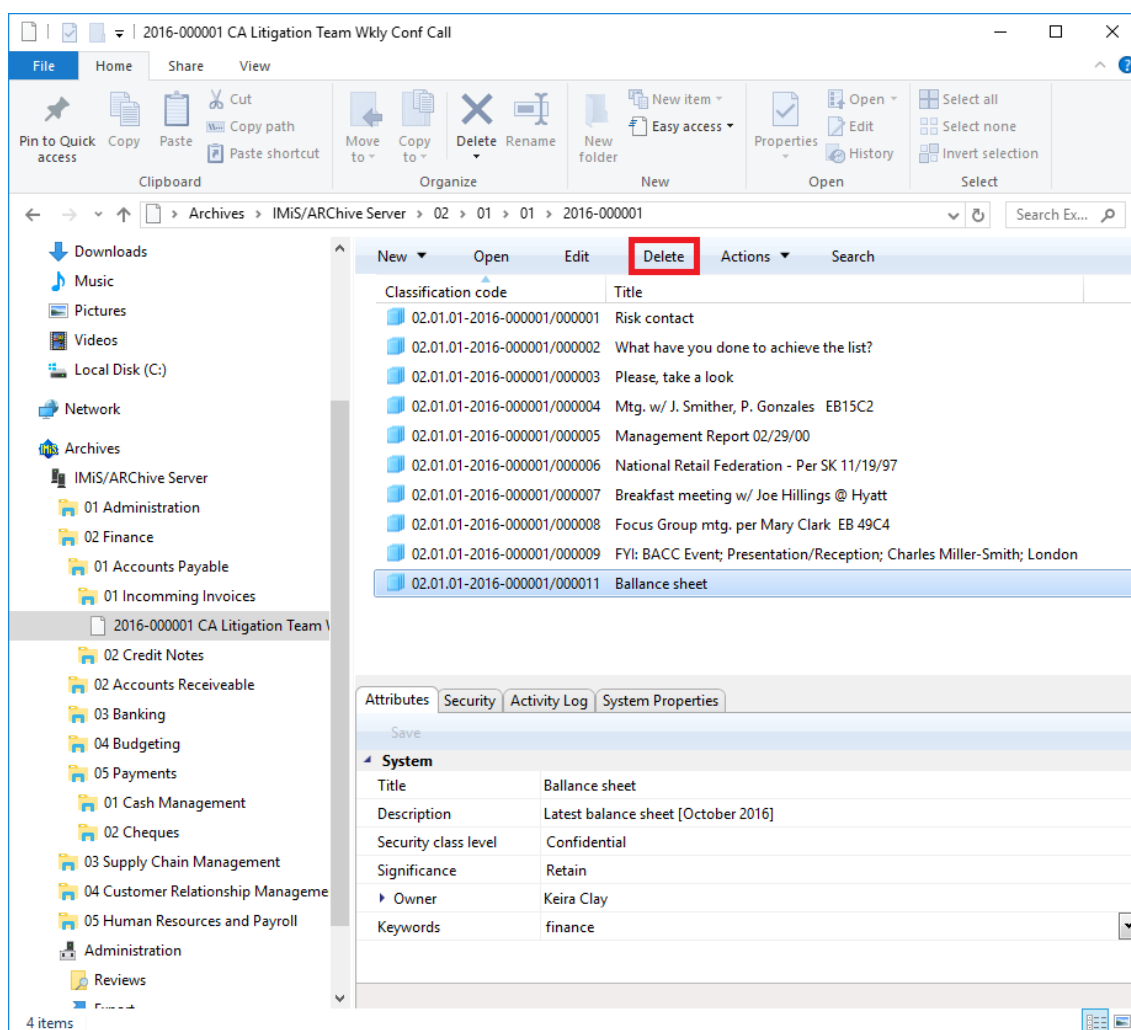 2016-000001 CA Litigation Team Wkly Conf Call
File Home Share View
Pin to Quick access
Copy
Paste
Cut
Copy path
Paste shortcut
Move to
Copy to
Delete
Rename
New folder
New item
Easy access
Properties
Open
Edit
History
Select all
Select none
Invert selection
Clipboard Organize New Open Select
Archives > IMiS/ARChive Server > 02 > 01 > 01 > 2016-000001
Search Ex...
Downloads
Music
Pictures
Videos
Local Disk (C:)
Network
Archives
IMiS/ARChive Server
01 Administration
02 Finance
01 Accounts Payable
01 Incomming Invoices
2016-000001 CA Litigation Team
02 Credit Notes
02 Accounts Receiveable
03 Banking
04 Budgeting
05 Payments
01 Cash Management
02 Cheques
03 Supply Chain Management
04 Customer Relationship Manageme
05 Human Resources and Payroll
Administration
Reviews
New Open Edit Delete Actions Search
Classification code Title
02.01.01-2016-000001/000001 Risk contact
02.01.01-2016-000001/000002 What have you done to achieve the list?
02.01.01-2016-000001/000003 Please, take a look
02.01.01-2016-000001/000004 Mtg. w/ J. Smither, P. Gonzales EB15C2
02.01.01-2016-000001/000005 Management Report 02/29/00
02.01.01-2016-000001/000006 National Retail Federation - Per SK 11/19/97
02.01.01-2016-000001/000007 Breakfast meeting w/ Joe Hillings @ Hyatt
02.01.01-2016-000001/000008 Focus Group mtg. per Mary Clark EB 49C4
02.01.01-2016-000001/000009 FYI: BACC Event; Presentation/Reception; Charles Miller-Smith; London
02.01.01-2016-000001/000011 Ballance sheet
Attributes Security Activity Log System Properties
Save
System
Title Ballance sheet
Description Latest balance sheet [October 2016]
Security class level Confidential
Significance Retain
Owner Keira Clay
Keywords finance
4 items